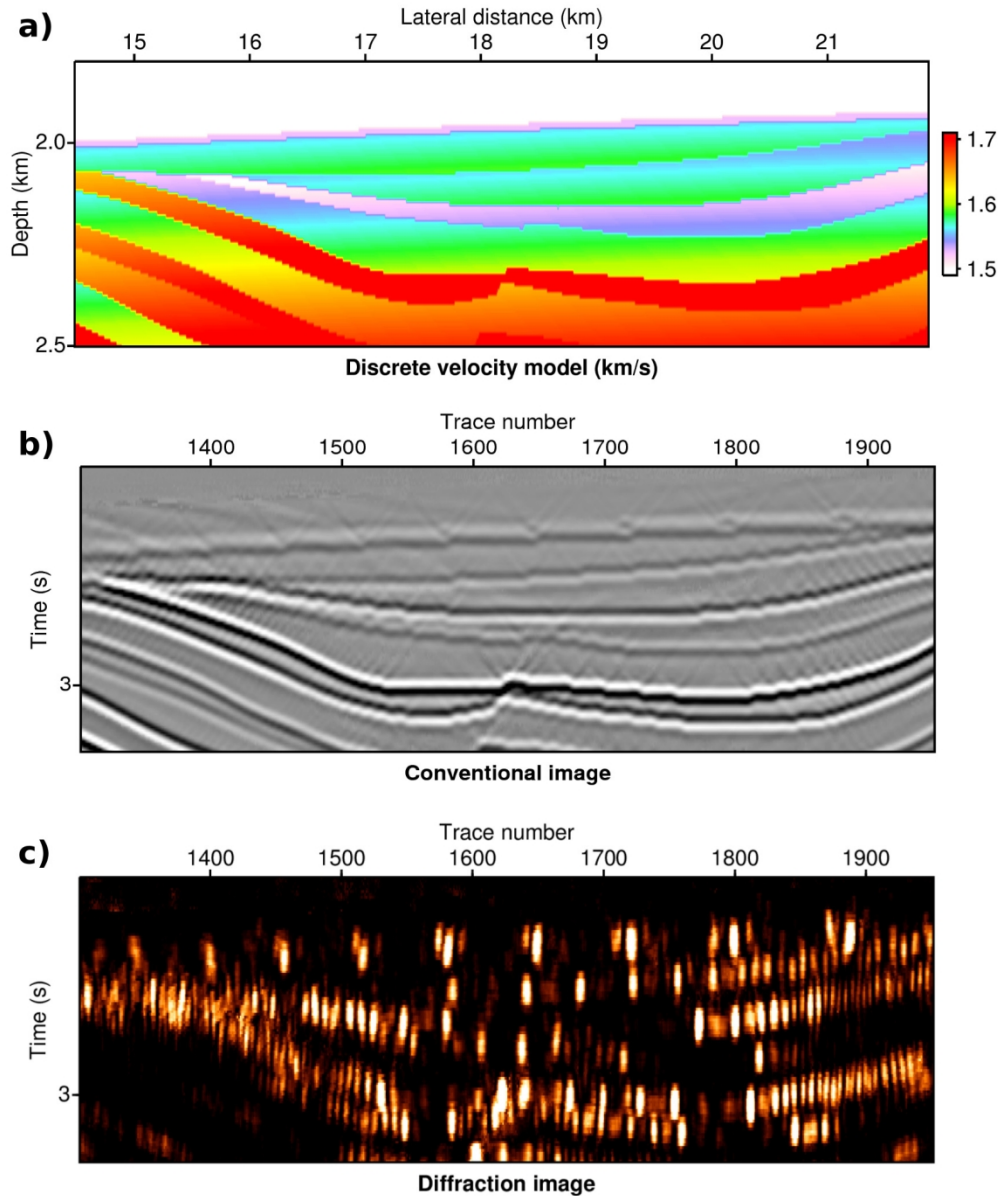 a)
Lateral distance (km)
15 16 17 18 19 20 21
2.0
Depth (km)
2.5
1.7
1.6
1.5
Discrete velocity model (km/s)
b)
Trace number
1400 1500 1600 1700 1800 1900
Time (s)
3
Conventional image
c)
Trace number
1400 1500 1600 1700 1800 1900
Time (s)
3
Diffraction image